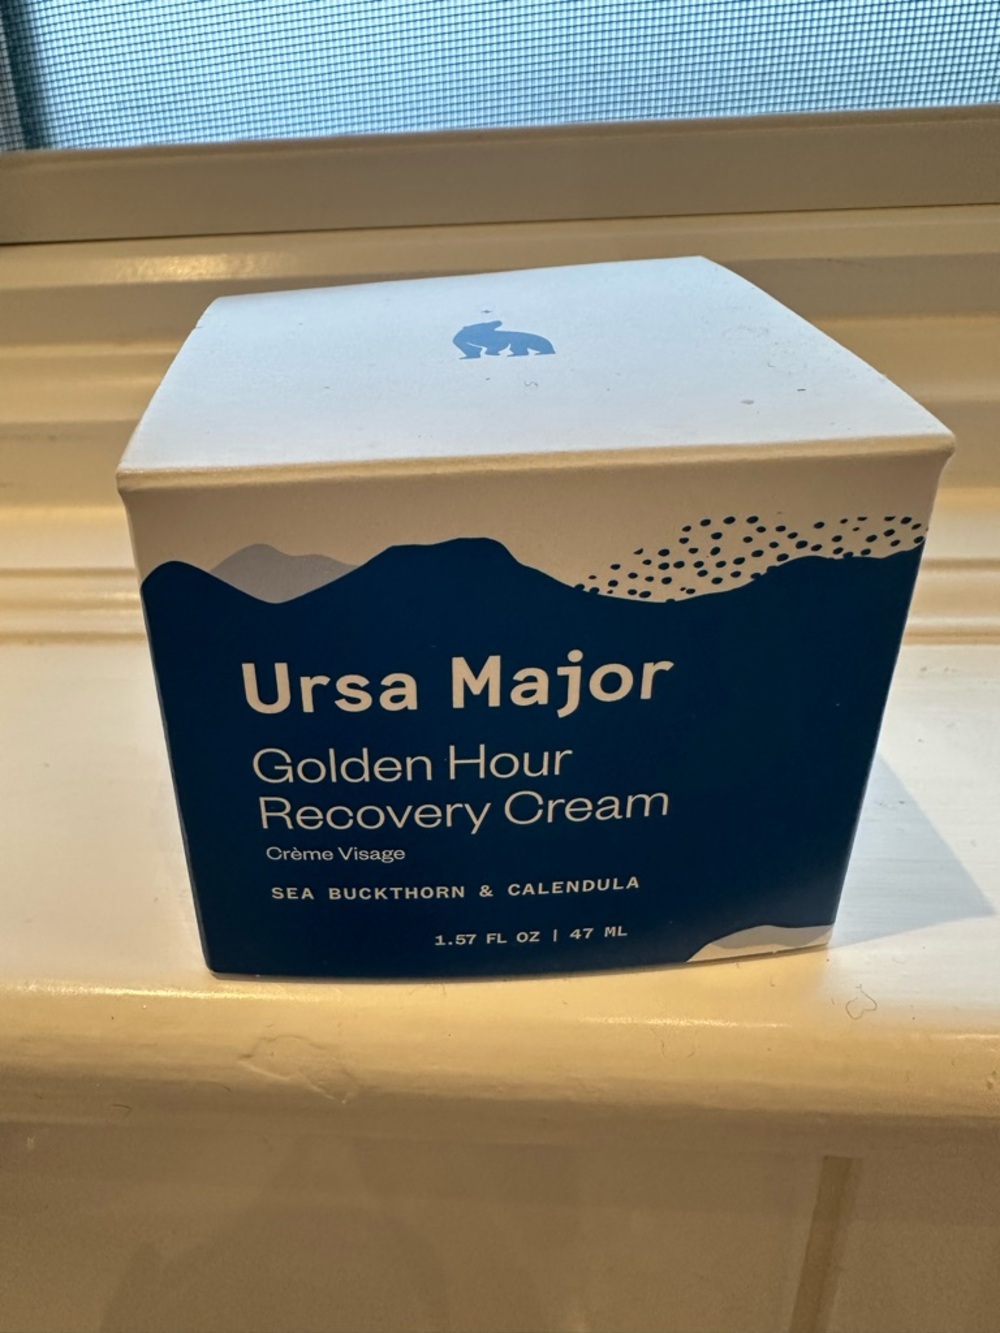 Ursa Major
Golden Hour
Recovery Cream
Crème Visage
SEA BUCKTHORN & CALENDULA
1.57 FL OZ | 47 ML